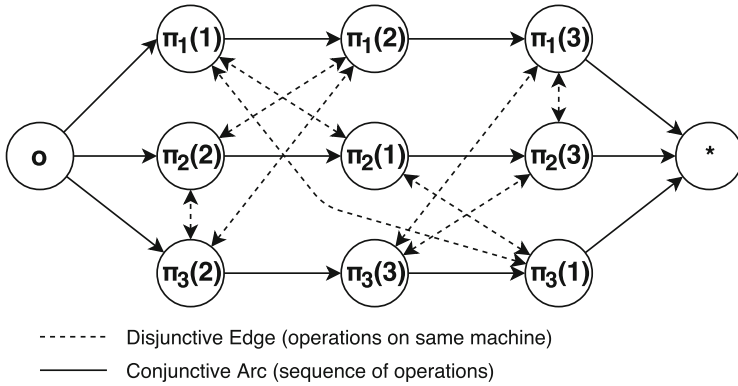 π1(1) π1(2) π1(3)
o π2(2) π2(1) π2(3) *
π3(2) π3(3) π3(1)
Disjunctive Edge (operations on same machine)
Conjunctive Arc (sequence of operations)